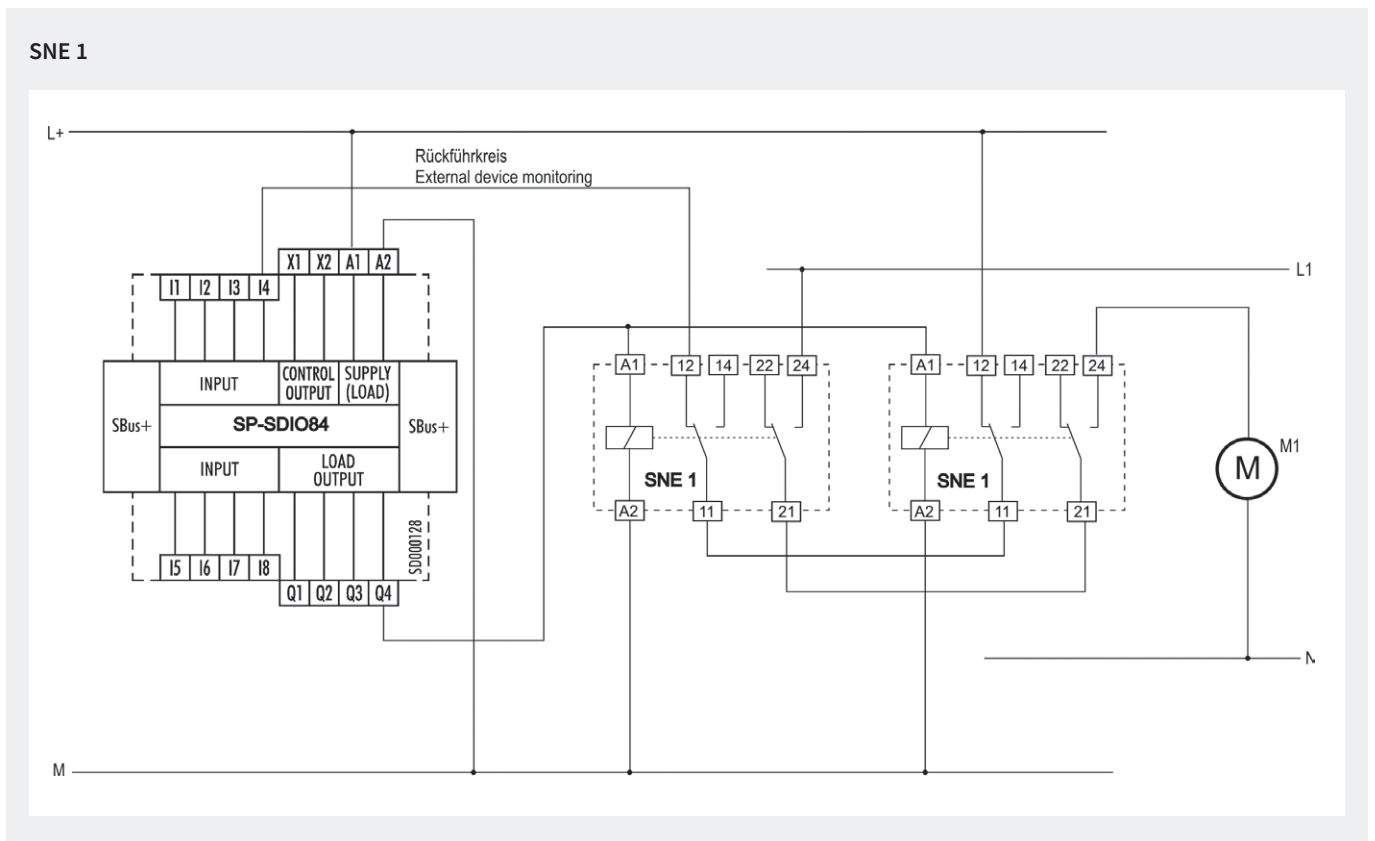 SNE 1
L+
Rückführkreis
External device monitoring
X1 X2 A1 A2
I1 I2 I3 I4
L1
A1 12 14 22 24
A1 12 14 22 24
INPUT
CONTROL OUTPUT
SUPPLY (LOAD)
SBus+
SP-SDIO84
SBus+
INPUT
LOAD OUTPUT
SNE 1
SNE 1
M
M1
A2 11 21
A2 11 21
SD000128
I5 I6 I7 I8
Q1 Q2 Q3 Q4
M